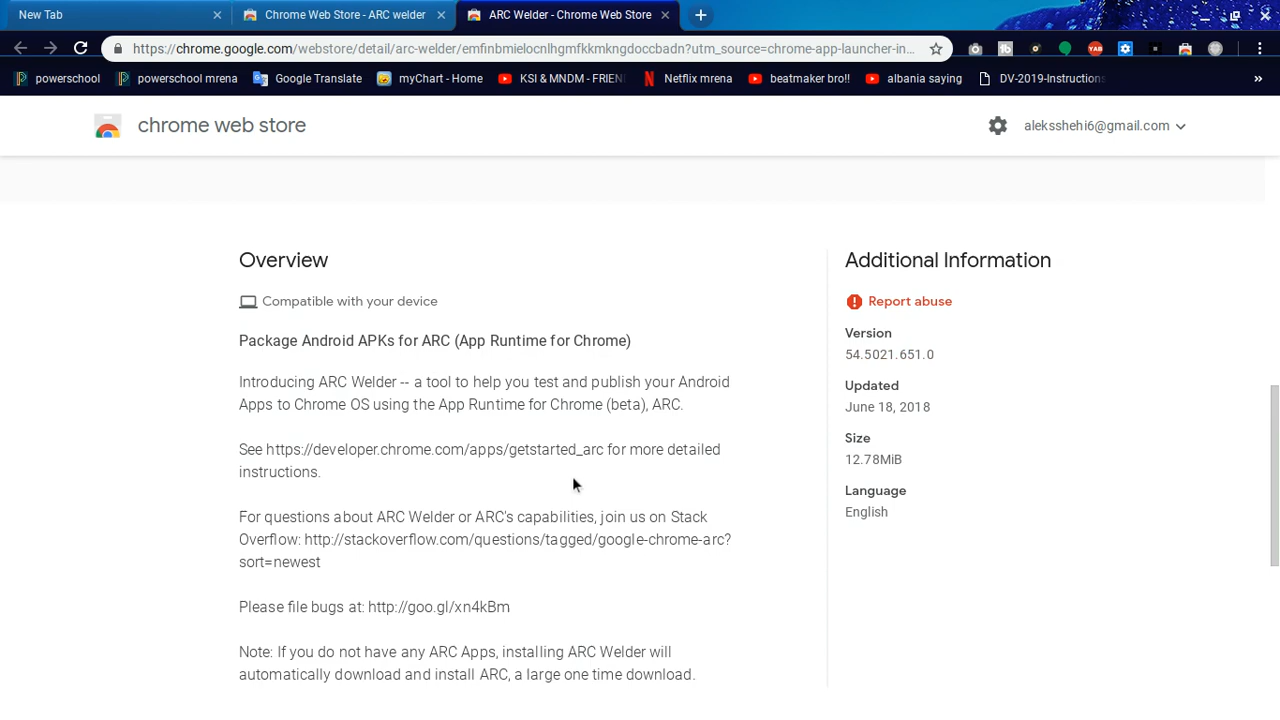 New Tab
Chrome Web Store - ARC welder
ARC Welder - Chrome Web Store
https://chrome.google.com/webstore/detail/arc-welder/emfinbmielocnlhgmfkkmkngdoccbadn?utm_source=chrome-app-launcher-in...
powerschool
powerschool mrena
Google Translate
myChart - Home
KSI & MNDM - FRIEN
Netflix mrena
beatmaker bro!!
albania saying
DV-2019-Instructions
chrome web store
aleksshehi6@gmail.com
Overview
Compatible with your device
Package Android APKs for ARC (App Runtime for Chrome)
Introducing ARC Welder -- a tool to help you test and publish your Android
Apps to Chrome OS using the App Runtime for Chrome (beta), ARC.
See https://developer.chrome.com/apps/getstarted_arc for more detailed
instructions.
For questions about ARC Welder or ARC's capabilities, join us on Stack
Overflow: http://stackoverflow.com/questions/tagged/google-chrome-arc?
sort=newest
Please file bugs at: http://goo.gl/xn4kBm
Note: If you do not have any ARC Apps, installing ARC Welder will
automatically download and install ARC, a large one time download.
Additional Information
Report abuse
Version
54.5021.651.0
Updated
June 18, 2018
Size
12.78MiB
Language
English